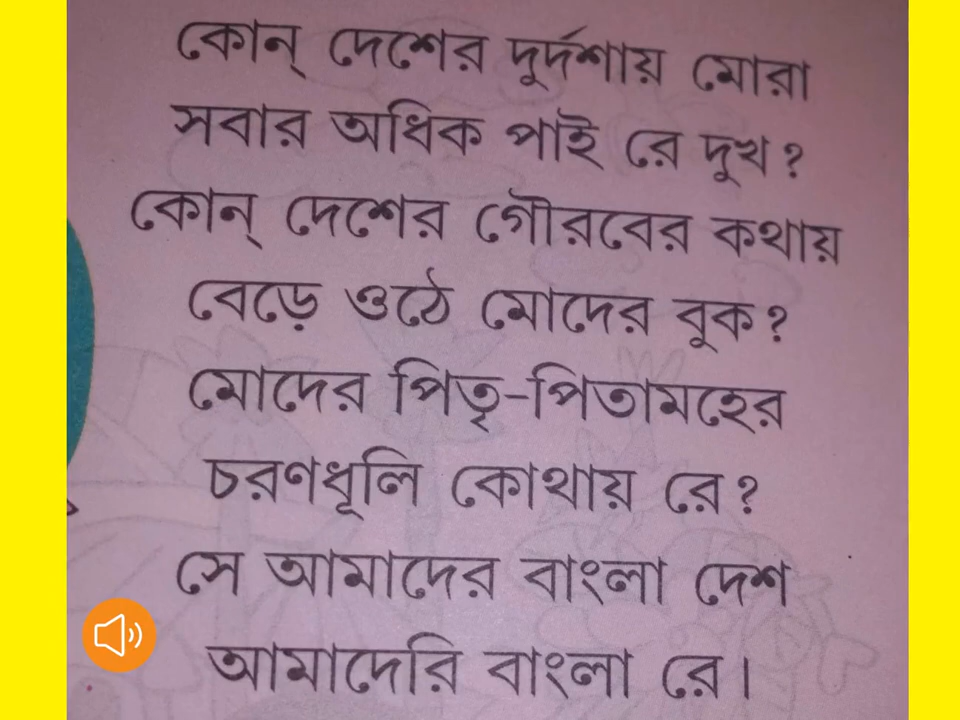 কোন্ দেশের দুর্দশায় মোরা
সবার অধিক পাই রে দুখ?
কোন্ দেশের গৌরবের কথায়
বেড়ে ওঠে মোদের বুক?
মোদের পিতৃ-পিতামহের
চরণধূলি কোথায় রে?
সে আমাদের বাংলা দেশ
আমাদেরি বাংলা রে।